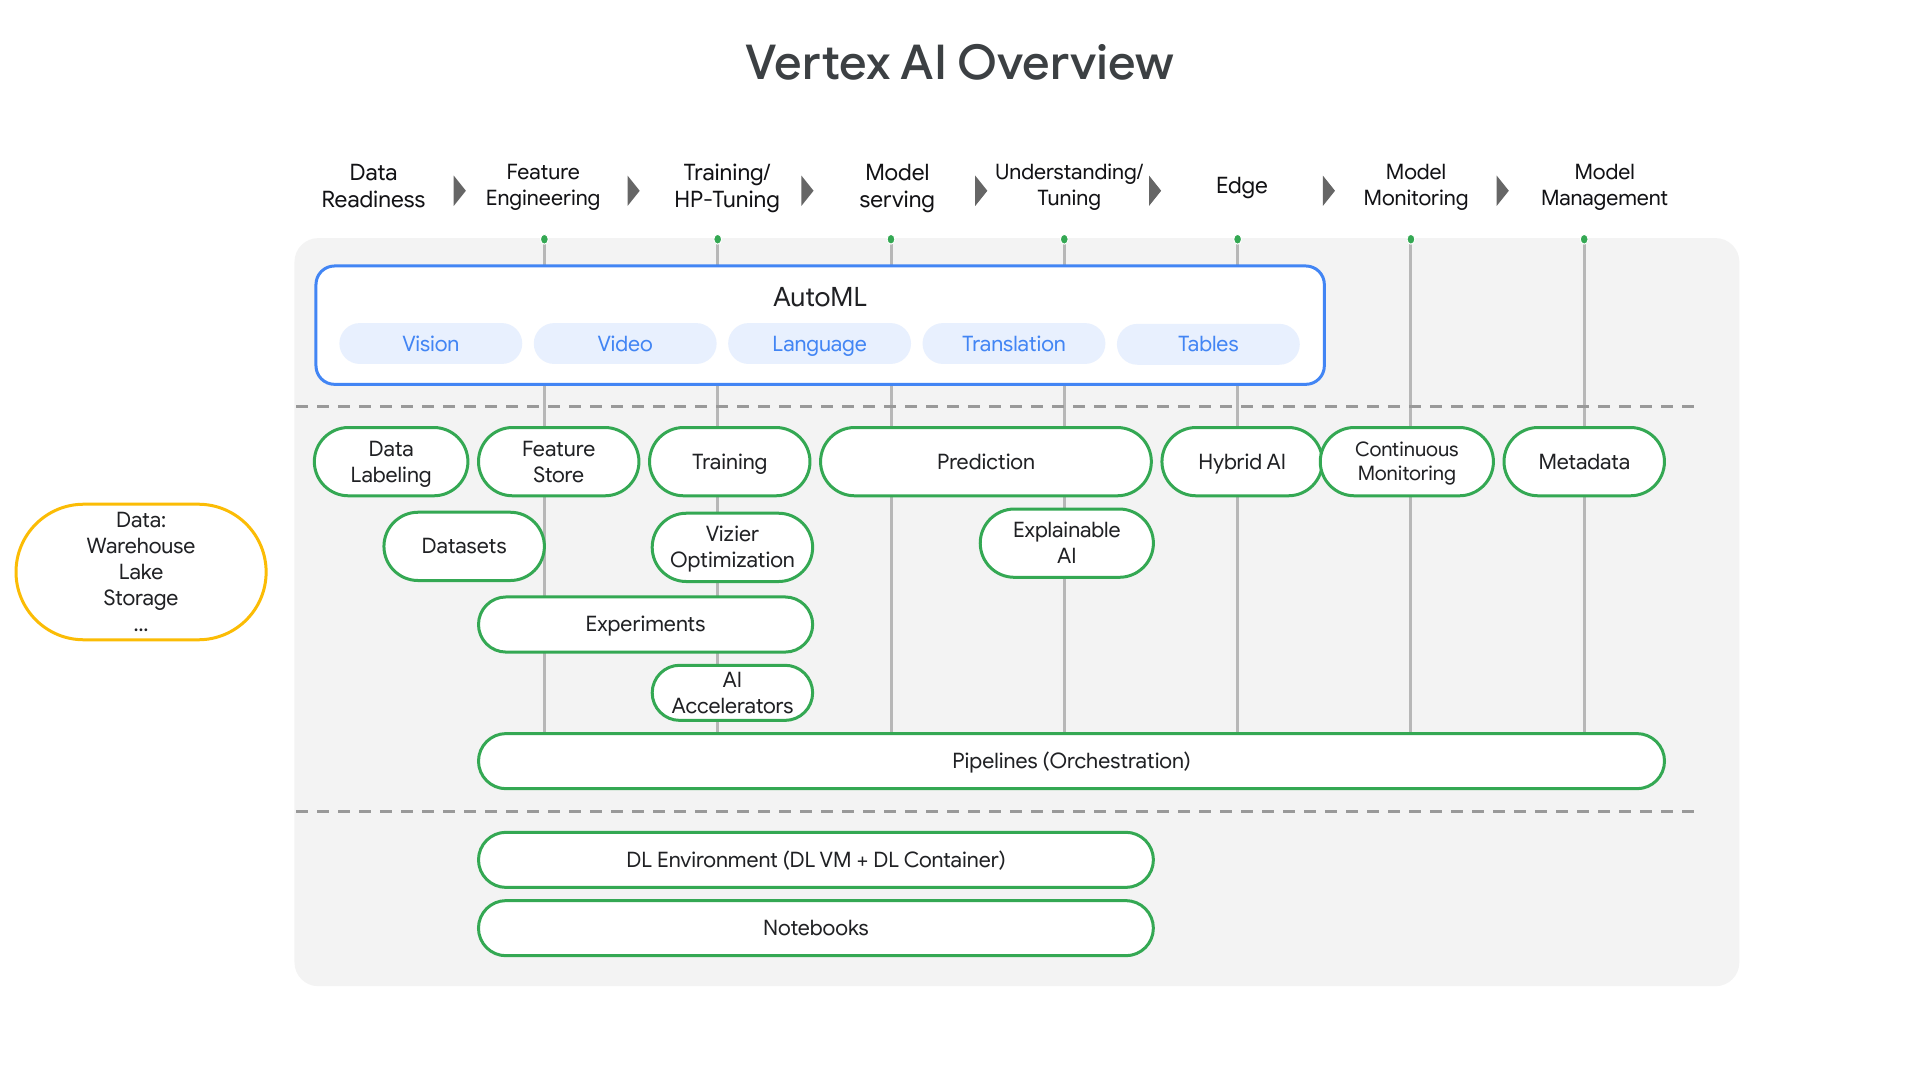 Vertex AI Overview
Data
Readiness
Feature
Engineering
Training/
HP-Tuning
Model
serving
Understanding/
Tuning
Edge
Model
Monitoring
Model
Management
AutoML
Vision
Video
Language
Translation
Tables
Data
Labeling
Feature
Store
Training
Prediction
Hybrid AI
Continuous
Monitoring
Metadata
Data:
Warehouse
Lake
Storage
...
Datasets
Vizier
Optimization
Explainable
AI
Experiments
AI
Accelerators
Pipelines (Orchestration)
DL Environment (DL VM + DL Container)
Notebooks